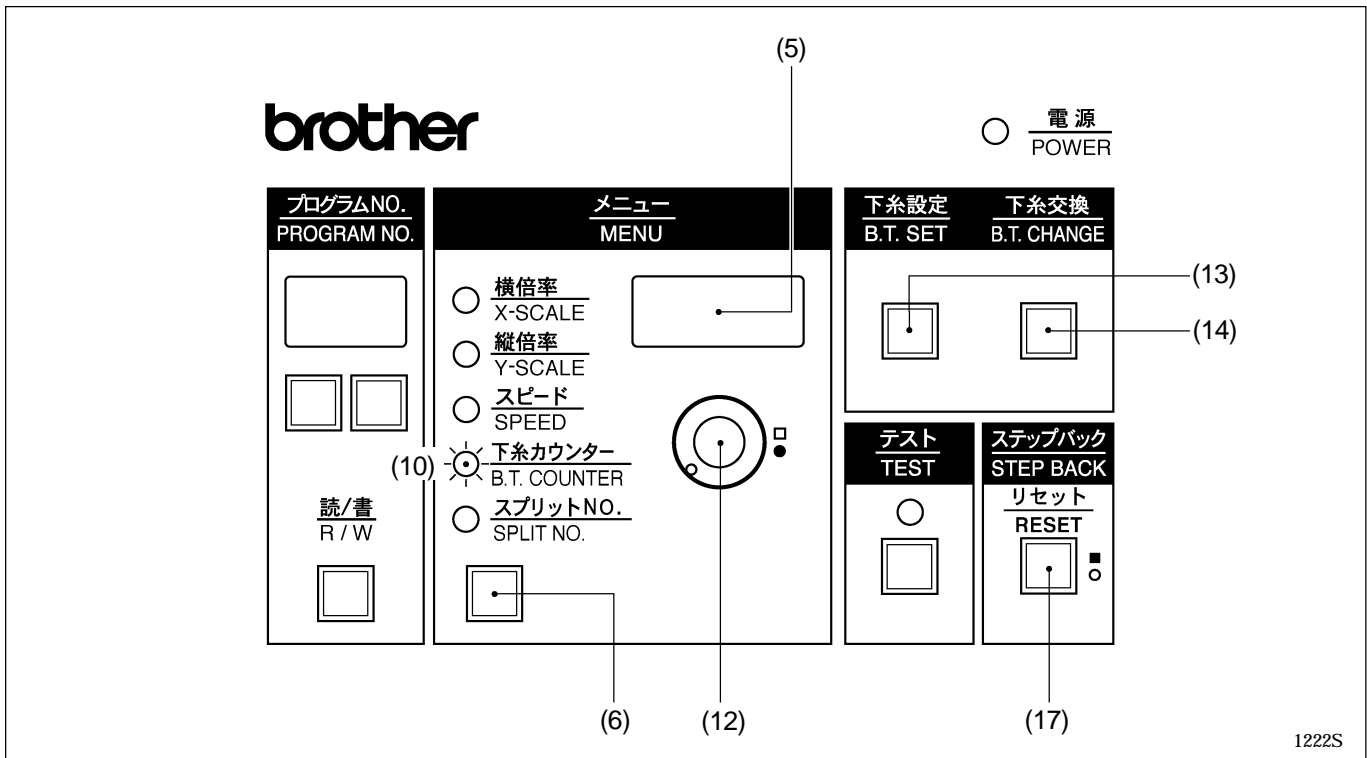 (5)
brother
電源
POWER
プログラムNO.
PROGRAM NO.
メニュー
MENU
下糸設定
B.T. SET
下糸交換
B.T. CHANGE
横倍率
X-SCALE
縦倍率
Y-SCALE
スピード
SPEED
(10)
下糸カウンター
B.T. COUNTER
スプリットNO.
SPLIT NO.
読/書
R / W
(13)
(14)
テスト
TEST
ステップバック
STEP BACK
リセット
RESET
(6)
(12)
(17)
1222S